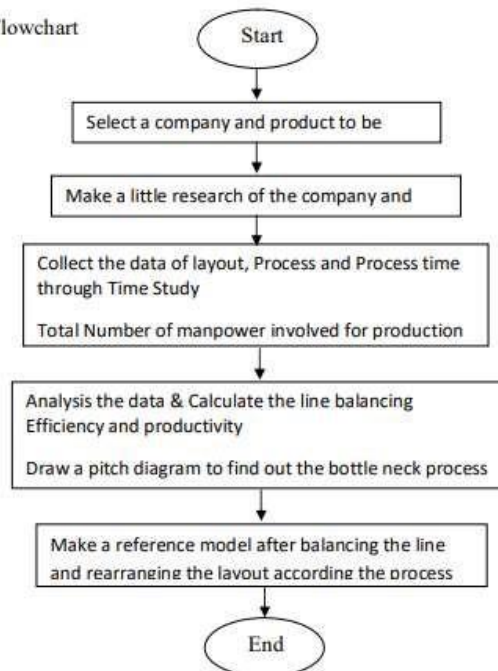 lowchart
Start
Select a company and product to be
Make a little research of the company and
Collect the data of layout, Process and Process time
through Time Study
Total Number of manpower involved for production
Analysis the data & Calculate the line balancing
Efficiency and productivity
Draw a pitch diagram to find out the bottle neck process
Make a reference model after balancing the line
and rearranging the layout according the process
End